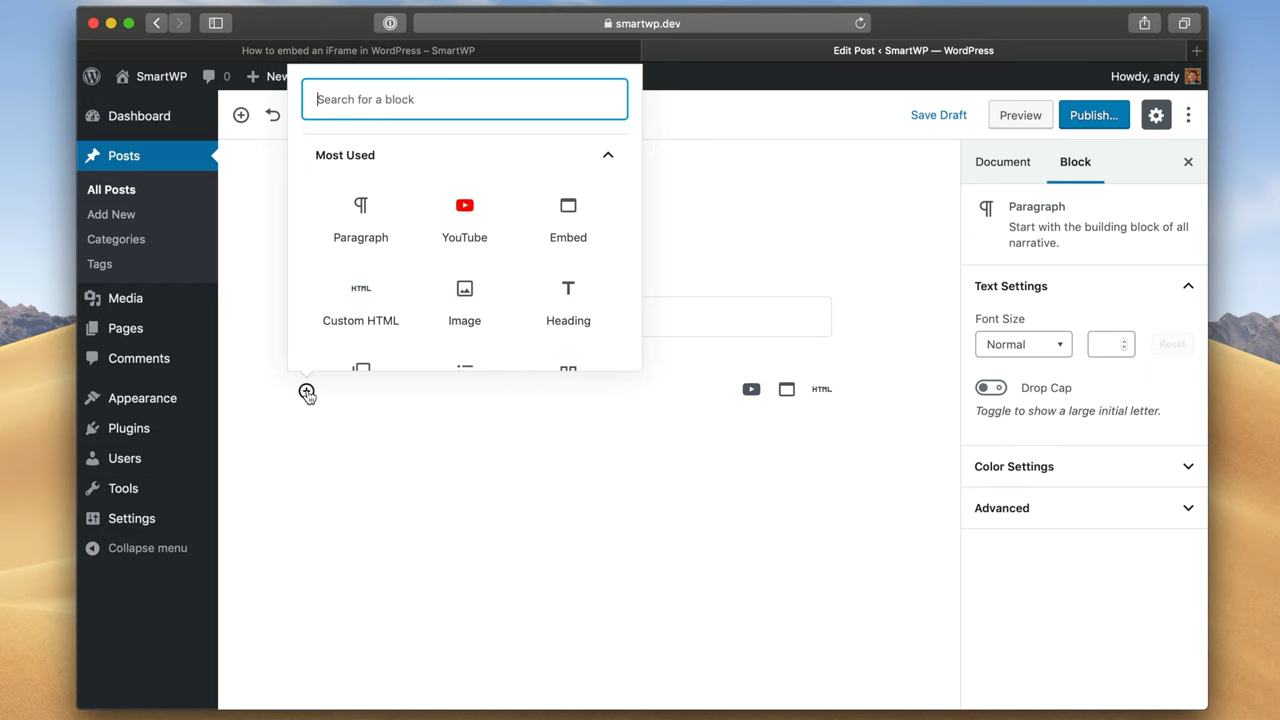 smartwp.dev
How to embed an iFrame in WordPress – SmartWP
Edit Post ‹ SmartWP — WordPress
SmartWP
0
New
Howdy, andy
Dashboard
Posts
All Posts
Add New
Categories
Tags
Media
Pages
Comments
Appearance
Plugins
Users
Tools
Settings
Collapse menu
Search for a block
Most Used
Paragraph
YouTube
Embed
HTML
Custom HTML
Image
Heading
HTML
Save Draft
Preview
Publish...
Document
Block
Paragraph
Start with the building block of all
narrative.
Text Settings
Font Size
Normal
Reset
Drop Cap
Toggle to show a large initial letter.
Color Settings
Advanced